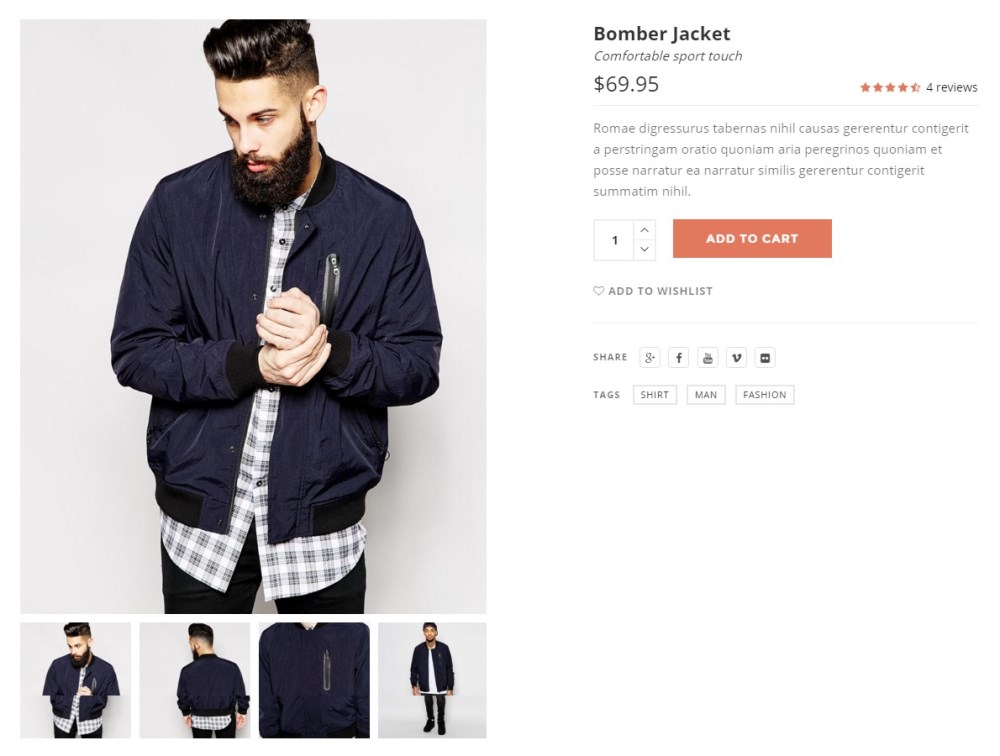 Bomber Jacket
Comfortable sport touch
$69.95
4 reviews
Romae digressurus tabernas nihil causas gererentur contigerit
a perstringam oratio quoniam aria peregrinos quoniam et
posse narratur ea narratur similis gererentur contigerit
summatim nihil.
1
ADD TO CART
ADD TO WISHLIST
SHARE
TAGS SHIRT MAN FASHION